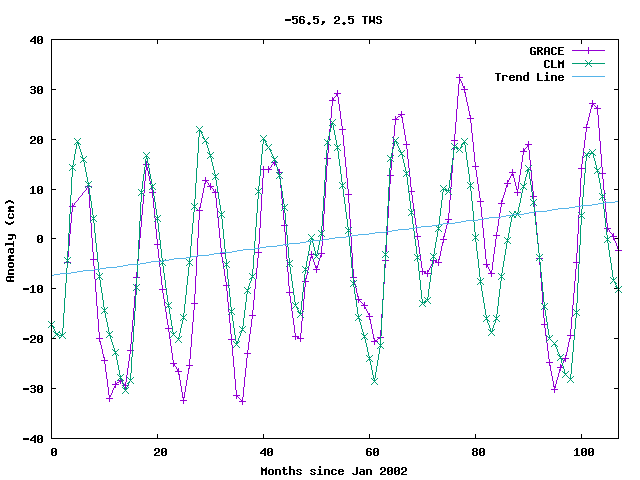 -56.5, 2.5 TWS
GRACE
CLM
Trend Line
Anomaly (cm)
40
30
20
10
0
-10
-20
-30
-40
0 20 40 60 80 100
Months since Jan 2002